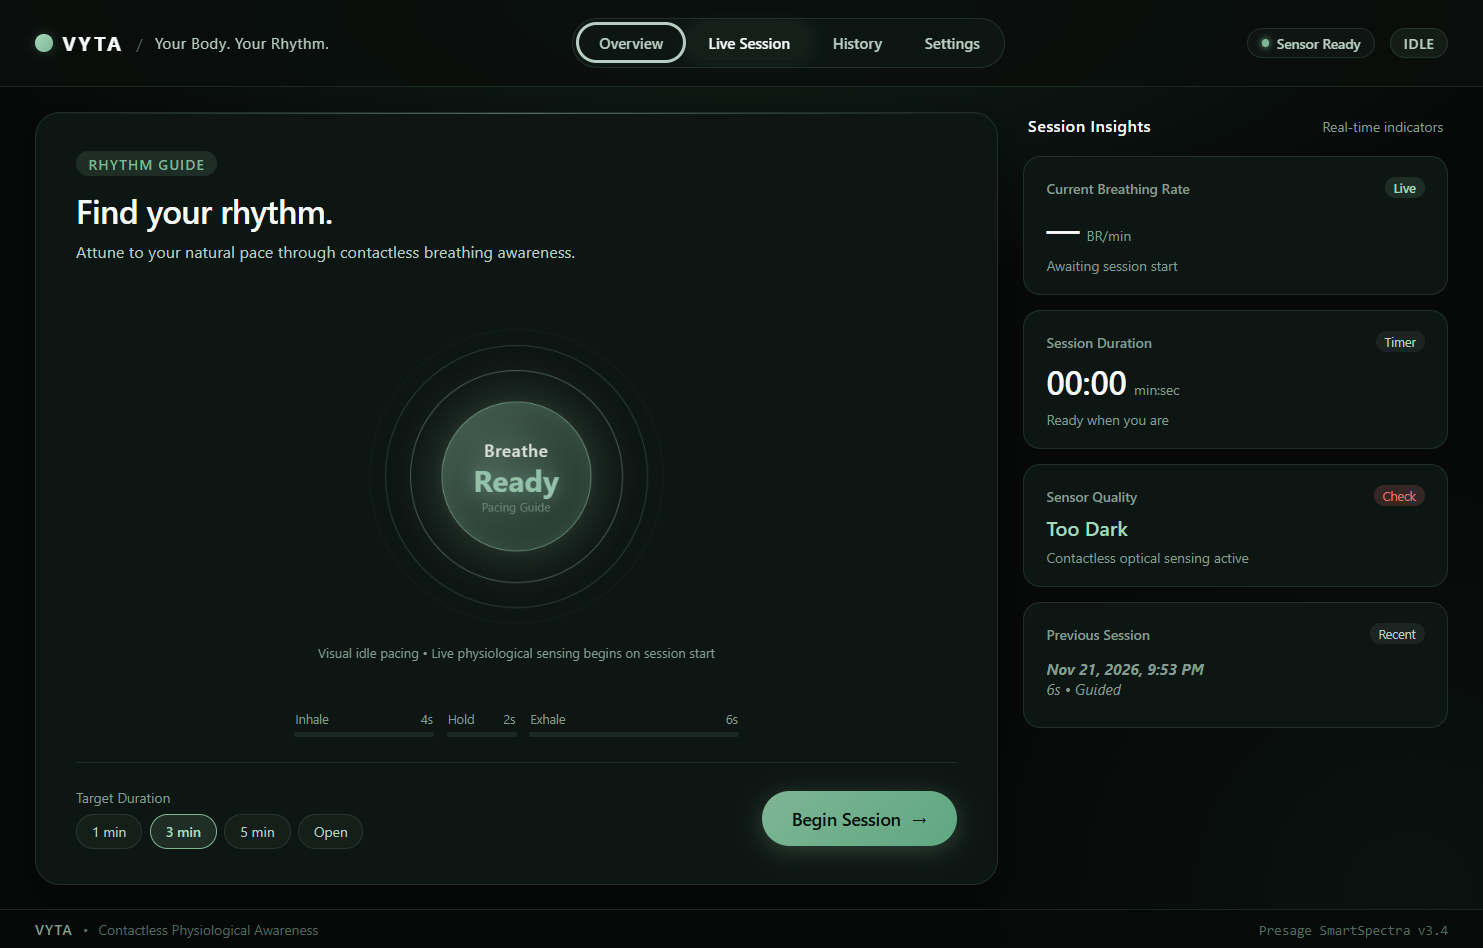 VYTA / Your Body. Your Rhythm.
Overview
Live Session
History
Settings
Sensor Ready
IDLE
RHYTHM GUIDE
Find your rhythm.
Attune to your natural pace through contactless breathing awareness.
Breathe
Ready
Pacing Guide
Visual idle pacing • Live physiological sensing begins on session start
Inhale 4s
Hold 2s
Exhale 6s
Target Duration
1 min
3 min
5 min
Open
Begin Session →
Session Insights
Real-time indicators
Current Breathing Rate
Live
— BR/min
Awaiting session start
Session Duration
Timer
00:00 min:sec
Ready when you are
Sensor Quality
Check
Too Dark
Contactless optical sensing active
Previous Session
Recent
Nov 21, 2026, 9:53 PM
6s • Guided
VYTA • Contactless Physiological Awareness
Presage SmartSpectra v3.4